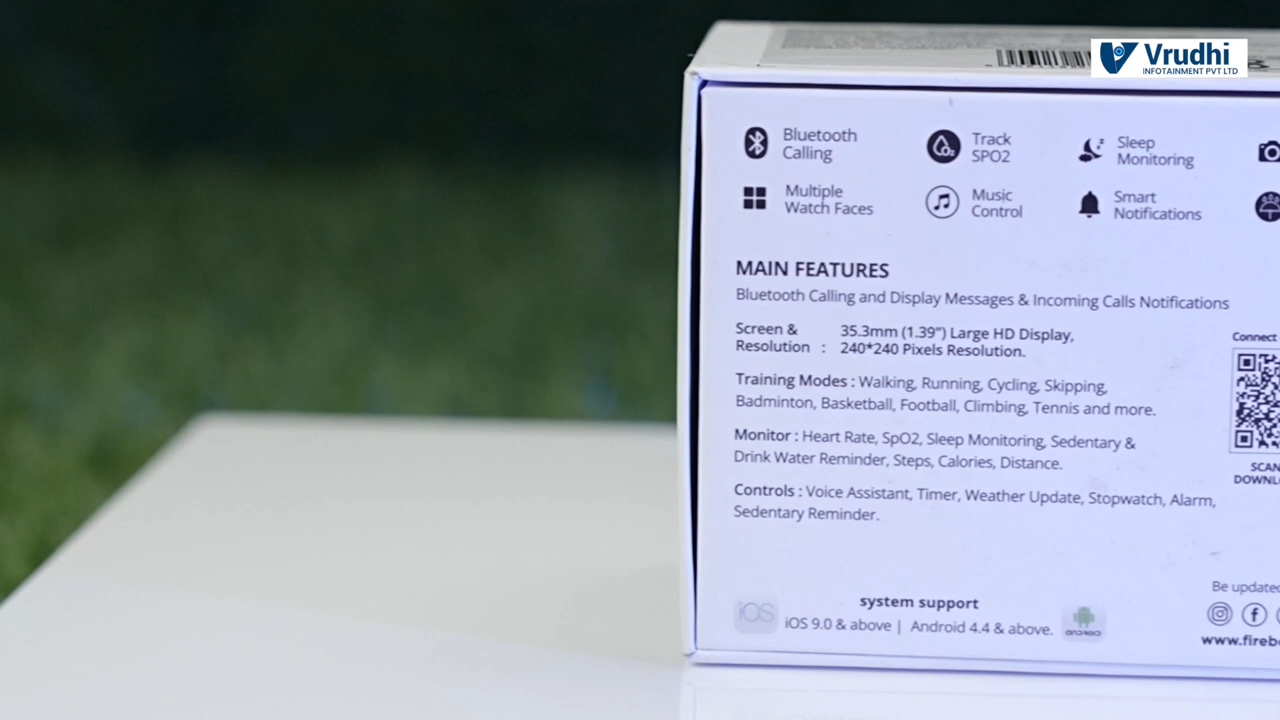 Vrudhi
INFOTAINMENT PVT LTD
Bluetooth
Calling
Track
SPO2
Sleep
Monitoring
Multiple
Watch Faces
Music
Control
Smart
Notifications
MAIN FEATURES
Bluetooth Calling and Display Messages & Incoming Calls Notifications
Screen & 35.3mm (1.39") Large HD Display,
Resolution : 240*240 Pixels Resolution.
Connect
Training Modes : Walking, Running, Cycling, Skipping,
Badminton, Basketball, Football, Climbing, Tennis and more.
Monitor : Heart Rate, SpO2, Sleep Monitoring, Sedentary &
Drink Water Reminder, Steps, Calories, Distance.
SCAN
Controls : Voice Assistant, Timer, Weather Update, Stopwatch, Alarm,
Sedentary Reminder.
system support
iOS
iOS 9.0 & above | Android 4.4 & above.
android
Be updated